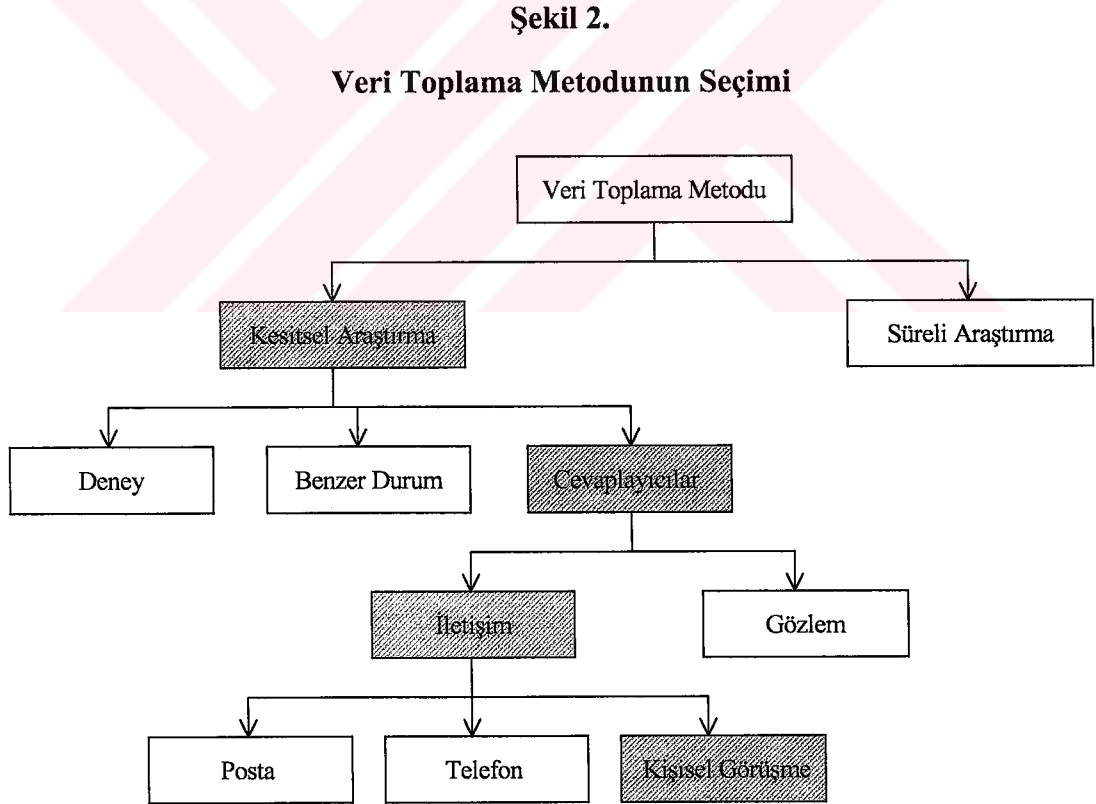 Şekil 2.
Veri Toplama Metodunun Seçimi
Veri Toplama Metodu
Kesitsel Araştırma
Süreli Araştırma
Deney
Benzer Durum
Cevaplayıcılar
İletişim
Gözlem
Posta
Telefon
Kişisel Görüşme